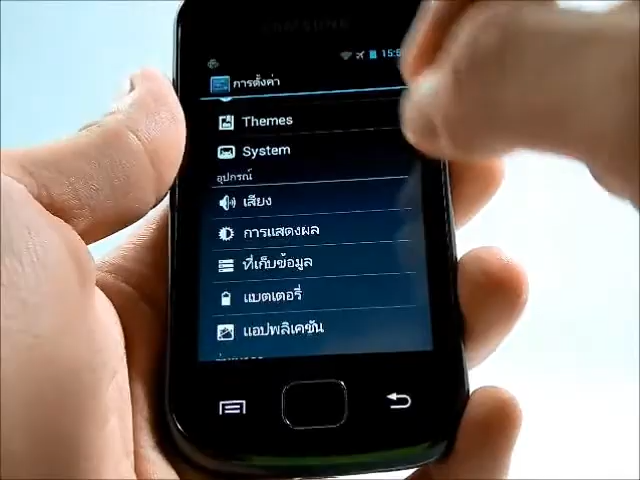 SAMSUNG
การตั้งค่า
Themes
System
อุปกรณ์
เสียง
การแสดงผล
ที่เก็บข้อมูล
แบตเตอรี่
แอปพลิเคชัน